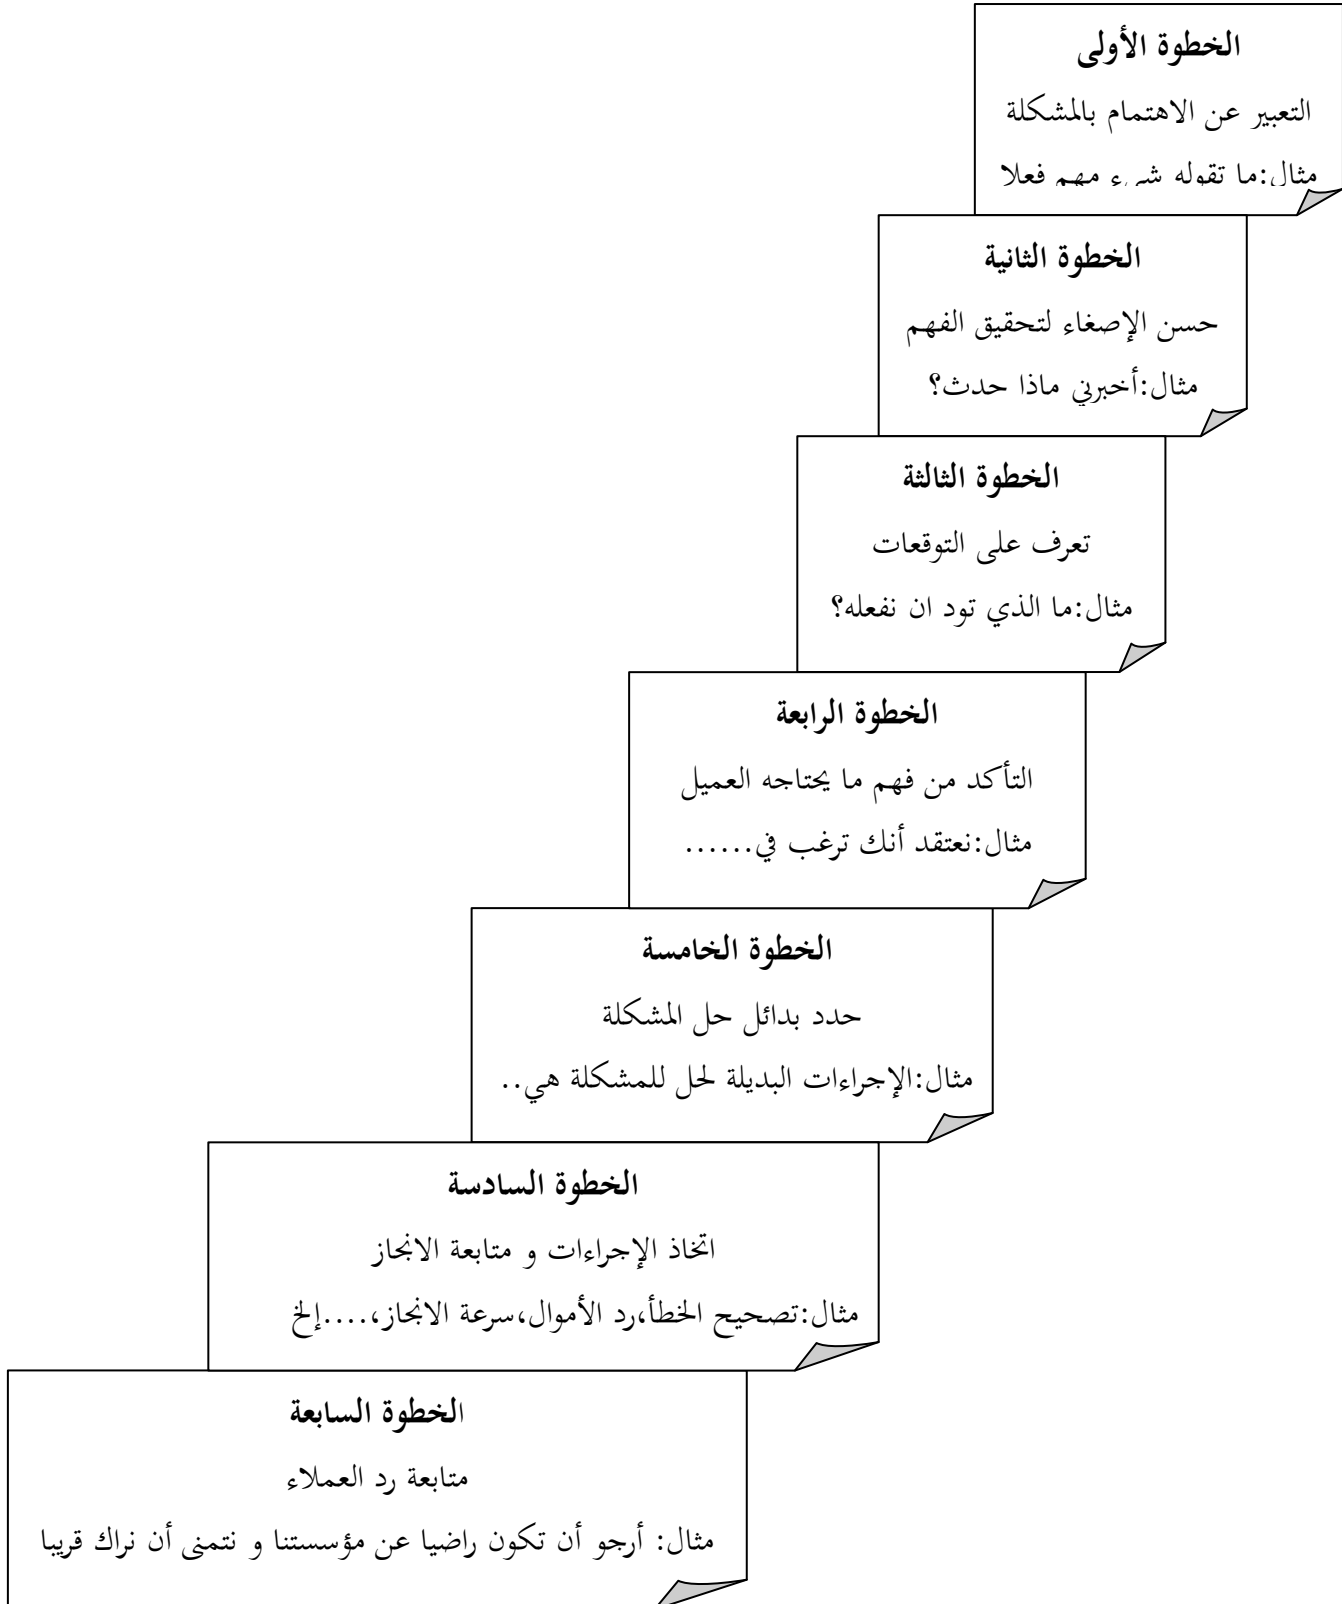 الخطوة الأولى
التعبير عن الاهتمام بالمشكلة
مثال:ما تقوله شيء مهم فعلا
الخطوة الثانية
حسن الإصغاء لتحقيق الفهم
مثال:أخبرني ماذا حدث؟
الخطوة الثالثة
تعرف على التوقعات
مثال:ما الذي تود ان نفعله؟
الخطوة الرابعة
التأكد من فهم ما يحتاجه العميل
مثال:نعتقد أنك ترغب في......
الخطوة الخامسة
حدد بدائل حل المشكلة
مثال:الإجراءات البديلة لحل للمشكلة هي..
الخطوة السادسة
اتخاذ الإجراءات و متابعة الانجاز
مثال:تصحيح الخطأ،رد الأموال،سرعة الانجاز،....إلخ
الخطوة السابعة
متابعة رد العملاء
مثال: أرجو أن تكون راضيا عن مؤسستنا و نتمنى أن نراك قريبا